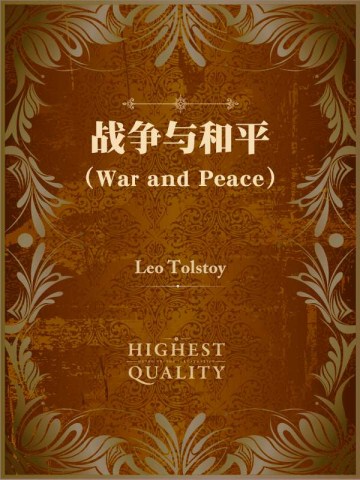 战争与和平
（War and Peace）
Leo Tolstoy
HIGHEST
QUALITY